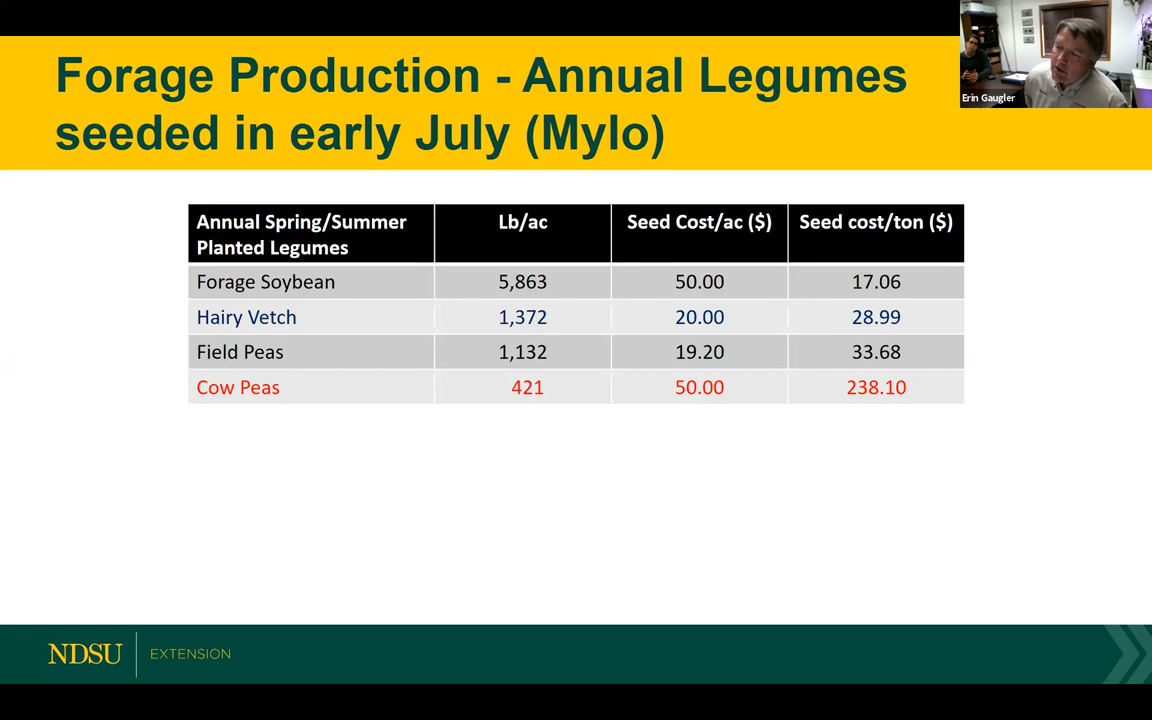 Forage Production - Annual Legumes
seeded in early July (Mylo)
Erin Gaugler
Annual Spring/Summer Planted Legumes Lb/ac Seed Cost/ac ($) Seed cost/ton ($)
Forage Soybean 5,863 50.00 17.06
Hairy Vetch 1,372 20.00 28.99
Field Peas 1,132 19.20 33.68
Cow Peas 421 50.00 238.10
NDSU EXTENSION